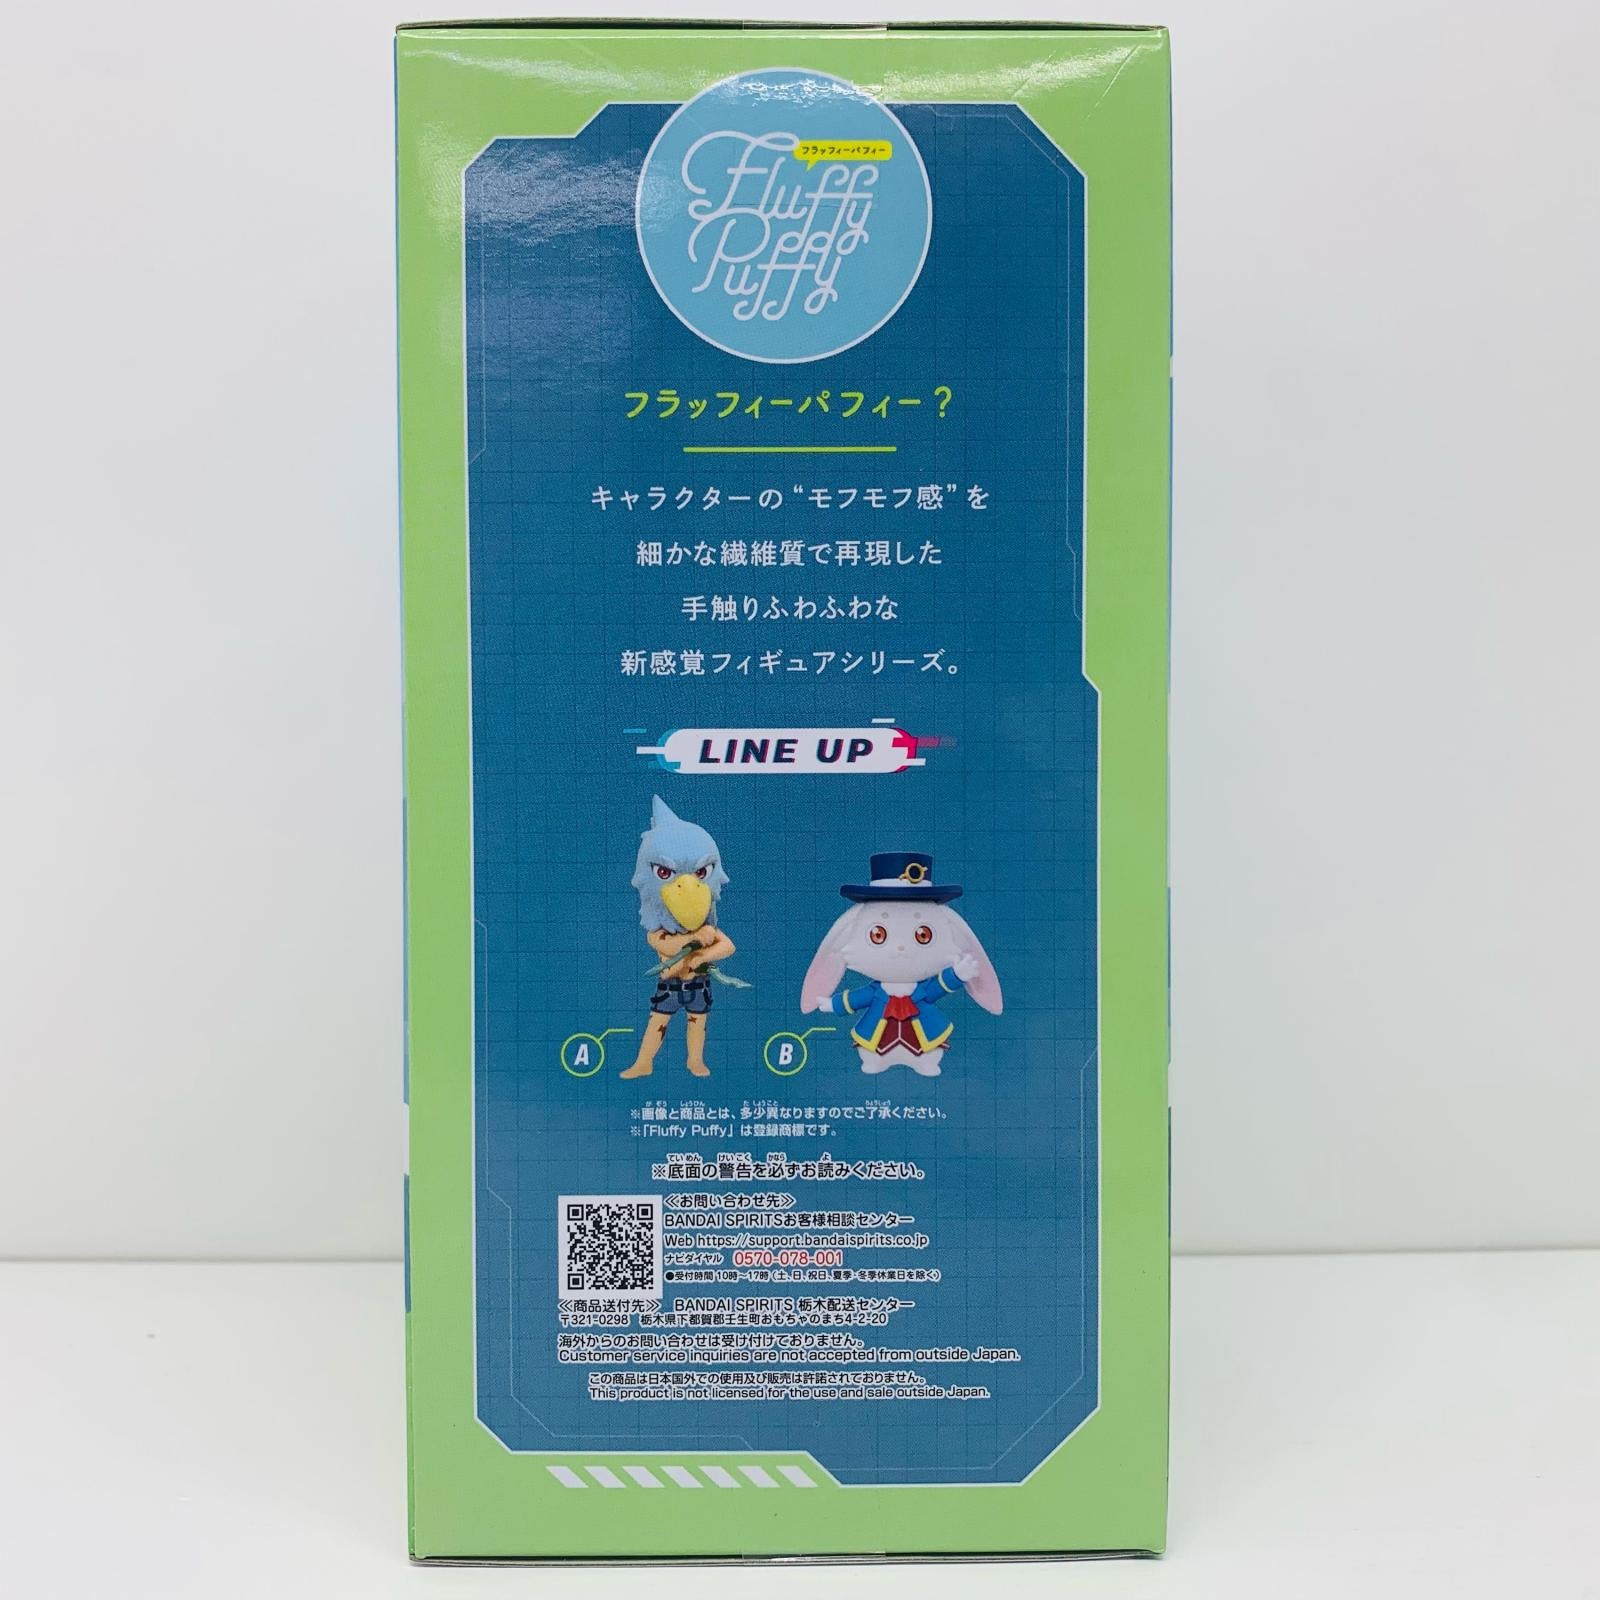 フラッフィーパフィー
Fluffy
Puffy
フラッフィーパフィー？
キャラクターの“モフモフ感”を
細かな繊維質で再現した
手触りふわふわな
新感覚フィギュアシリーズ。
LINE UP
A
B
※画像と商品とは、多少異なりますのでご了承ください。
※「Fluffy Puffy」は登録商標です。
※底面の警告を必ずお読みください。
≪お問い合わせ先≫
BANDAI SPIRITSお客様相談センター
Web https://support.bandaispirits.co.jp
ナビダイヤル 0570-078-001
●受付時間 10時～17時（土、日、祝日、夏季・冬季休業日を除く）
≪商品送付先≫ BANDAI SPIRITS 栃木配送センター
〒321-0298 栃木県下都賀郡壬生町おもちゃのまち4-2-20
海外からのお問い合わせは受け付けておりません。
Customer service inquiries are not accepted from outside Japan.
この商品は日本国外での使用及び販売は許諾されておりません。
This product is not licensed for the use and sale outside Japan.